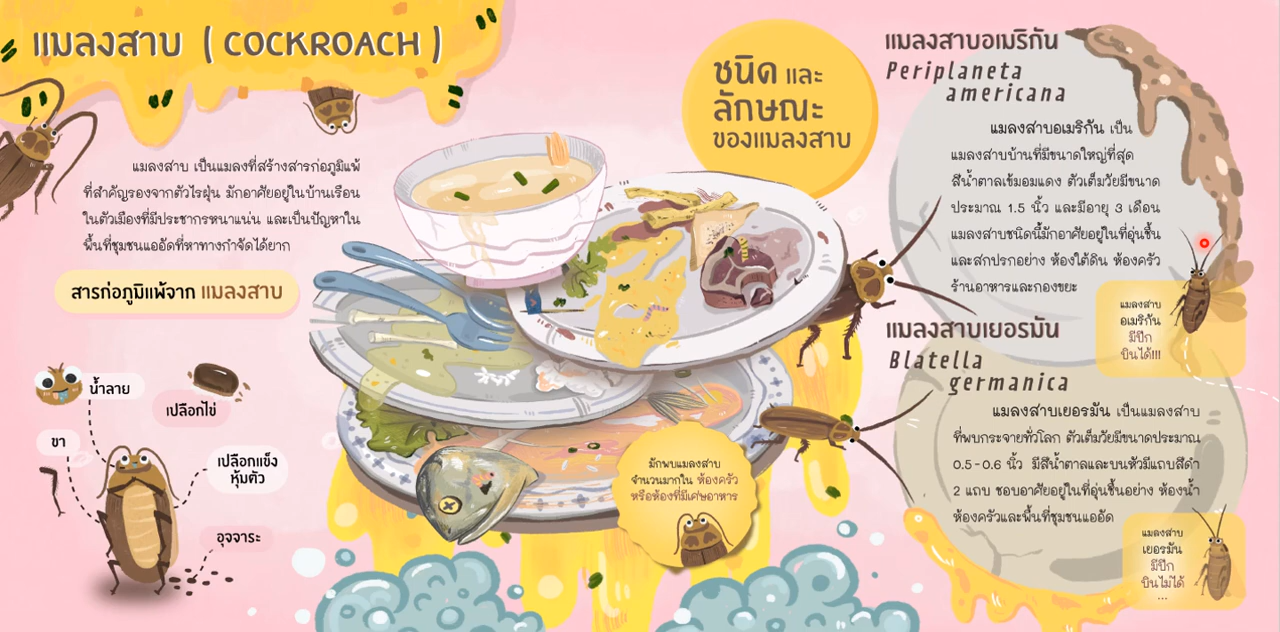 แมลงสาบ ( COCKROACH )
แมลงสาบ เป็นแมลงที่สร้างสารก่อภูมิแพ้
ที่สำคัญรองจากตัวไรฝุ่น มักอาศัยอยู่ในบ้านเรือน
ในตัวเมืองที่มีประชากรหนาแน่น และเป็นปัญหาใน
พื้นที่ชุมชนแออัดที่หาทางกำจัดได้ยาก
สารก่อภูมิแพ้จาก แมลงสาบ
น้ำลาย
เปลือกไข่
ขา
เปลือกแข็ง
หุ้มตัว
อุจจาระ
มักพบแมลงสาบ
จำนวนมากใน ห้องครัว
หรือห้องที่มีเศษอาหาร
ชนิด และ
ลักษณะ
ของแมลงสาบ
แมลงสาบอเมริกัน
Periplaneta
americana
แมลงสาบอเมริกัน เป็น
แมลงสาบบ้านที่มีขนาดใหญ่ที่สุด
สีน้ำตาลเข้มอมแดง ตัวเต็มวัยมีขนาด
ประมาณ 1.5 นิ้ว และมีอายุ 3 เดือน
แมลงสาบชนิดนี้มักอาศัยอยู่ในที่อุ่นชื้น
และสกปรกอย่าง ห้องใต้ดิน ห้องครัว
ร้านอาหารและกองขยะ
แมลงสาบ
อเมริกัน
มีปีก
บินได้!!!
แมลงสาบเยอรมัน
Blatella
germanica
แมลงสาบเยอรมัน เป็นแมลงสาบ
ที่พบกระจายทั่วโลก ตัวเต็มวัยมีขนาดประมาณ
0.5-0.6 นิ้ว มีสีน้ำตาลและบนหัวมีแถบสีดำ
2 แถบ ชอบอาศัยอยู่ในที่อุ่นชื้นอย่าง ห้องน้ำ
ห้องครัวและพื้นที่ชุมชนแออัด
แมลงสาบ
เยอรมัน
มีปีก
บินไม่ได้
...